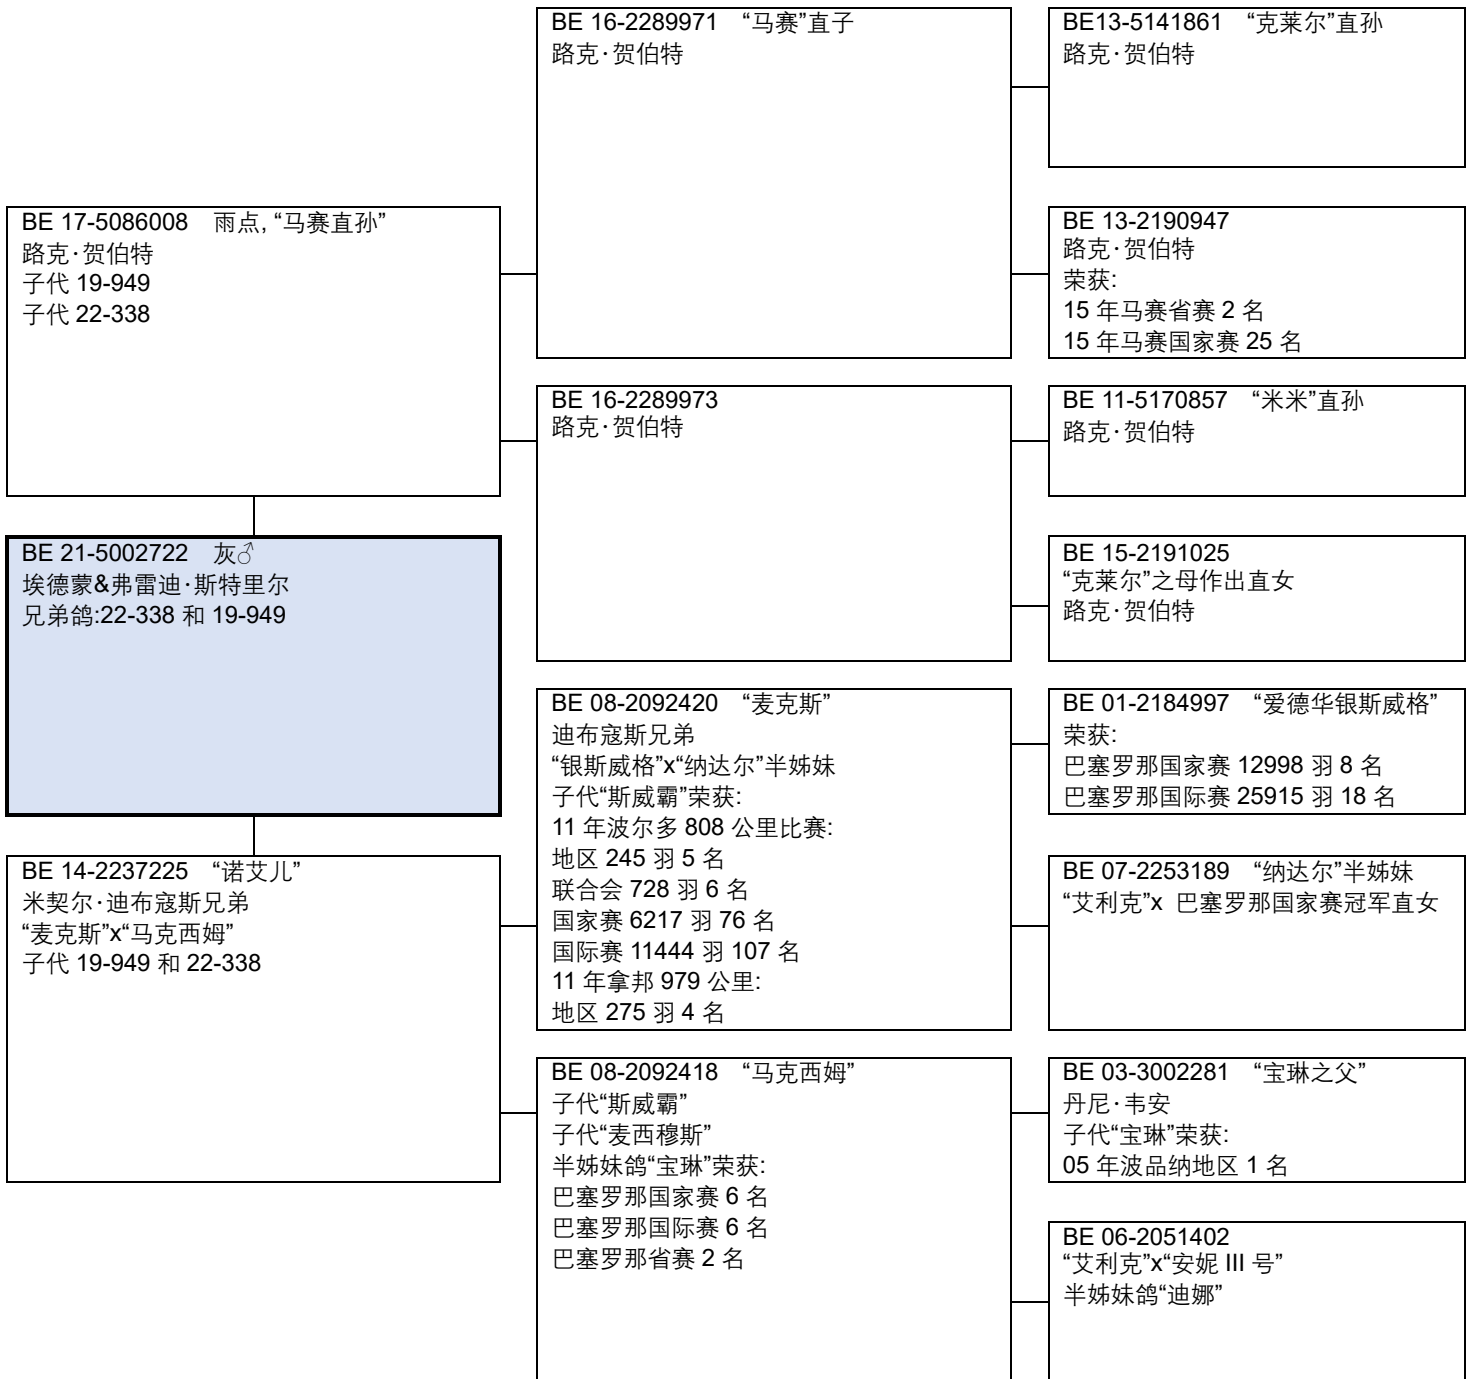 BE 16-2289971 “马赛”直子
路克·贺伯特
BE13-5141861 “克莱尔”直孙
路克·贺伯特
BE 17-5086008 雨点, “马赛直孙”
路克·贺伯特
子代 19-949
子代 22-338
BE 13-2190947
路克·贺伯特
荣获:
15 年马赛省赛 2 名
15 年马赛国家赛 25 名
BE 16-2289973
路克·贺伯特
BE 11-5170857 “米米”直孙
路克·贺伯特
BE 21-5002722 灰♂
埃德蒙&弗雷迪·斯特里尔
兄弟鸽:22-338 和 19-949
BE 15-2191025
“克莱尔”之母作出直女
路克·贺伯特
BE 08-2092420 “麦克斯”
迪布寇斯兄弟
“银斯威格”x“纳达尔”半姊妹
子代“斯威霸”荣获:
11 年波尔多 808 公里比赛:
地区 245 羽 5 名
联合会 728 羽 6 名
国家赛 6217 羽 76 名
国际赛 11444 羽 107 名
11 年拿邦 979 公里:
地区 275 羽 4 名
BE 01-2184997 “爱德华银斯威格”
荣获:
巴塞罗那国家赛 12998 羽 8 名
巴塞罗那国际赛 25915 羽 18 名
BE 14-2237225 “诺艾儿”
米契尔·迪布寇斯兄弟
“麦克斯”x“马克西姆”
子代 19-949 和 22-338
BE 07-2253189 “纳达尔”半姊妹
“艾利克”x 巴塞罗那国家赛冠军直女
BE 08-2092418 “马克西姆”
子代“斯威霸”
子代“麦西穆斯”
半姊妹鸽“宝琳”荣获:
巴塞罗那国家赛 6 名
巴塞罗那国际赛 6 名
巴塞罗那省赛 2 名
BE 03-3002281 “宝琳之父”
丹尼·韦安
子代“宝琳”荣获:
05 年波品纳地区 1 名
BE 06-2051402
“艾利克”x“安妮 III 号”
半姊妹鸽“迪娜”